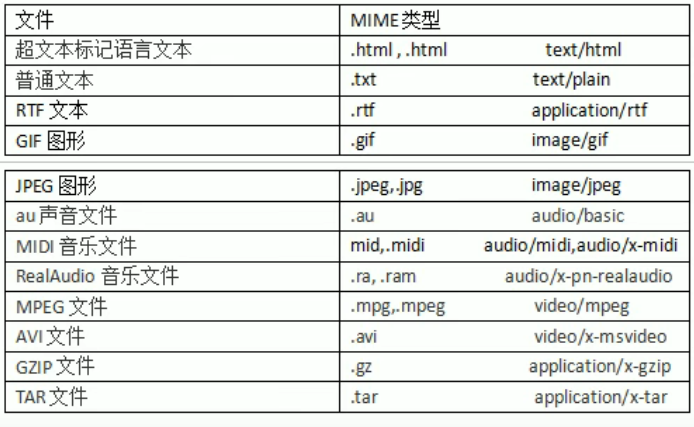 文件 MIME类型
超文本标记语言文本 .html , .html text/html
普通文本 .txt text/plain
RTF 文本 .rtf application/rtf
GIF 图形 .gif image/gif
JPEG 图形 .jpeg,.jpg image/jpeg
au声音文件 .au audio/basic
MIDI 音乐文件 mid,.midi audio/midi,audio/x-midi
RealAudio 音乐文件 .ra, .ram audio/x-pn-realaudio
MPEG 文件 .mpg,.mpeg video/mpeg
AVI 文件 .avi video/x-msvideo
GZIP 文件 .gz application/x-gzip
TAR 文件 .tar application/x-tar